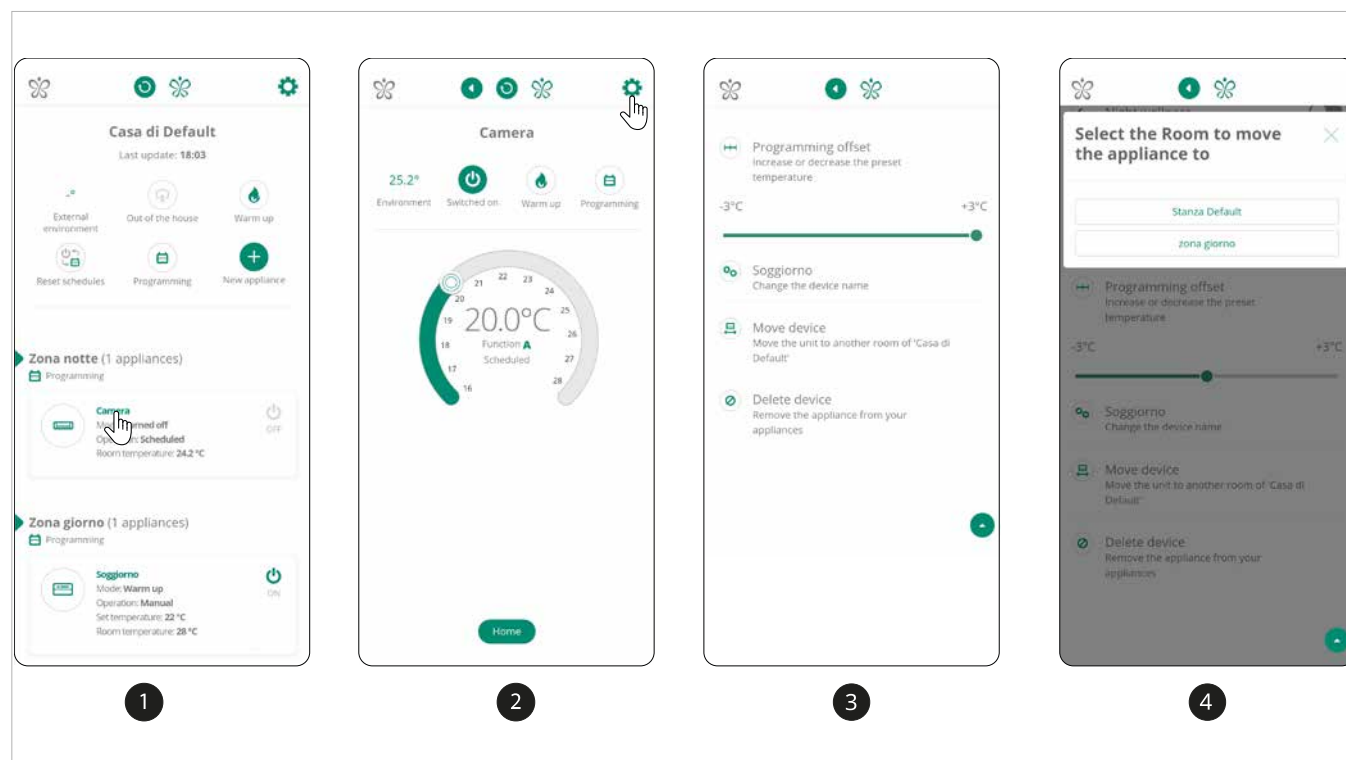 Casa di Default
Last update: 18:03
-°
External environment
Out of the house
Warm up
Reset schedules
Programming
New appliance
Zona notte (1 appliances)
Programming
Camera
Operation: Scheduled
Room temperature: 24.2 °C
OFF
Zona giorno (1 appliances)
Programming
Soggiorno
Mode: Warm up
Operation: Manual
Set temperature: 22 °C
Room temperature: 28 °C
ON
1
Camera
25.2°
Environment
Switched on
Warm up
Programming
16
17
18
19
20
21
22
23
24
25
26
27
28
20.0°C
Function A
Scheduled
Home
2
Programming offset
Increase or decrease the preset
temperature
-3°C +3°C
Soggiorno
Change the device name
Move device
Move the unit to another room of 'Casa di
Default'
Delete device
Remove the appliance from your
appliances
3
Select the Room to move
the appliance to
Stanza Default
zona giorno
Programming offset
Increase or decrease the preset
temperature
-3°C +3°C
Soggiorno
Change the device name
Move device
Move the unit to another room of 'Casa di
Default'
Delete device
Remove the appliance from your
appliances
4